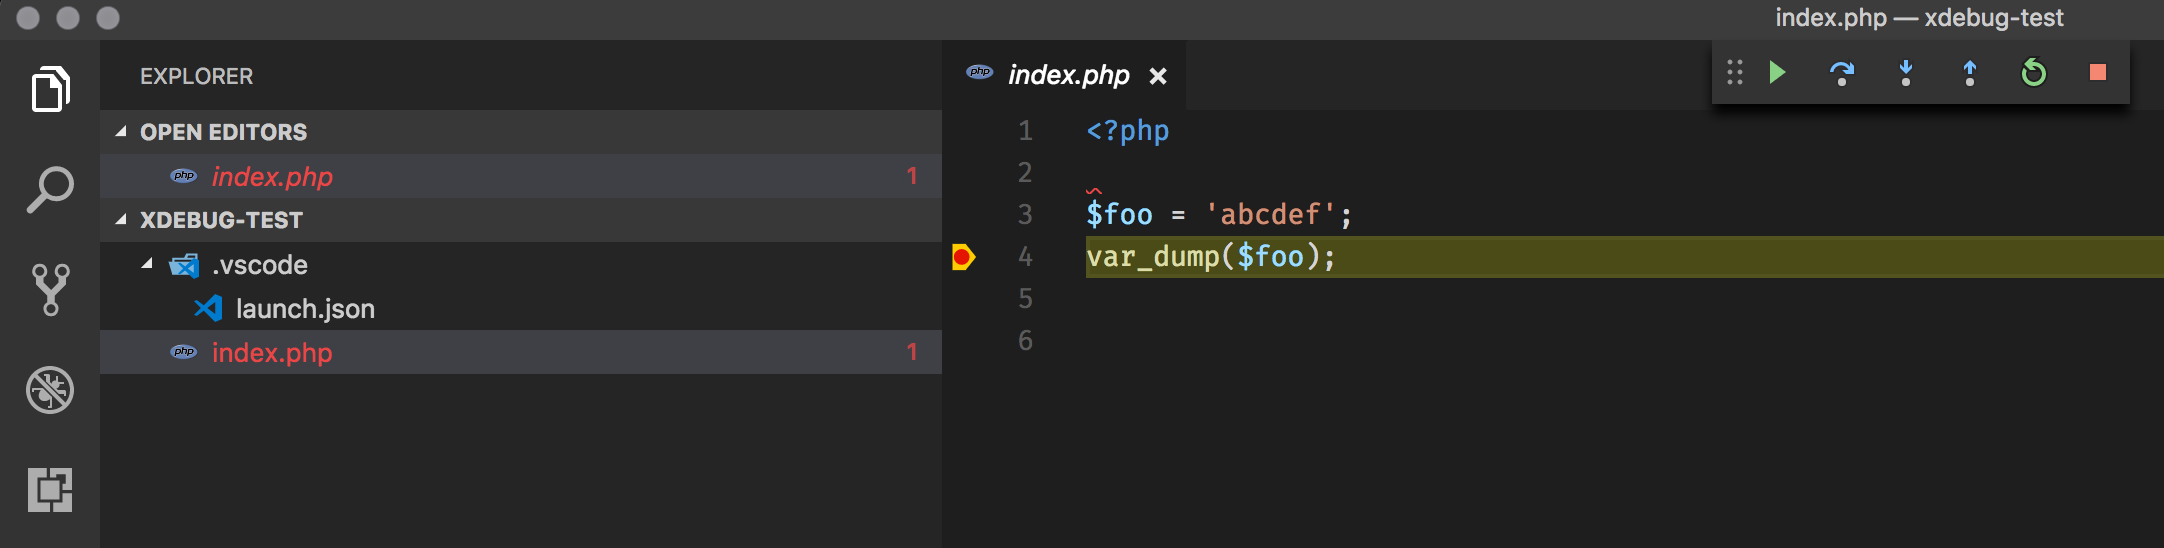 index.php — xdebug-test
EXPLORER
OPEN EDITORS
php index.php 1
XDEBUG-TEST
.vscode
launch.json
php index.php 1
php index.php ×
1 <?php
2
3 $foo = 'abcdef';
4 var_dump($foo);
5
6